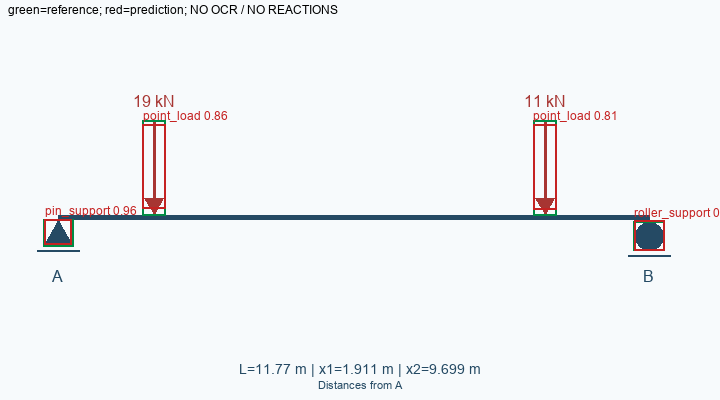 green=reference; red=prediction; NO OCR / NO REACTIONS
19 kN
11 kN
point_load 0.86
point_load 0.81
pin_support 0.96
roller_support 0
A
B
L=11.77 m | x1=1.911 m | x2=9.699 m
Distances from A